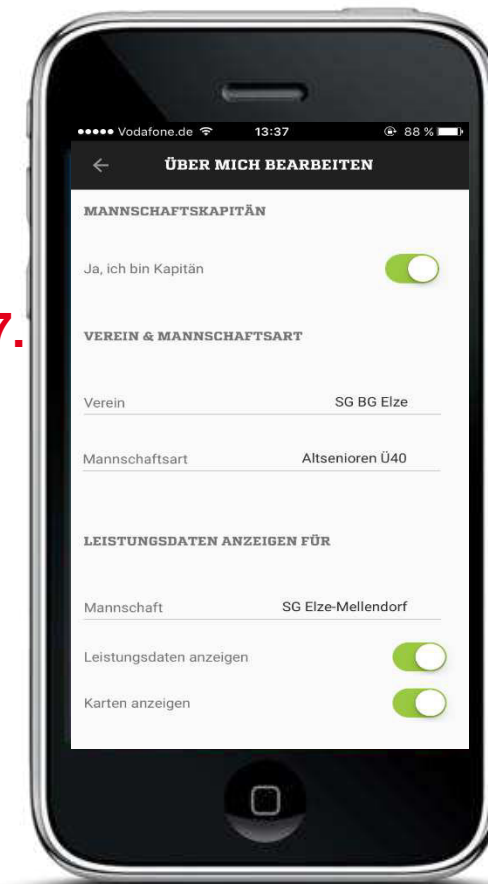 ●●●●● Vodafone.de 13:37 88 %
ÜBER MICH BEARBEITEN
MANNSCHAFTSKAPITÄN
Ja, ich bin Kapitän
7.
VEREIN & MANNSCHAFTSART
Verein SG BG Elze
Mannschaftsart Altsenioren Ü40
LEISTUNGSDATEN ANZEIGEN FÜR
Mannschaft SG Elze-Mellendorf
Leistungsdaten anzeigen
Karten anzeigen